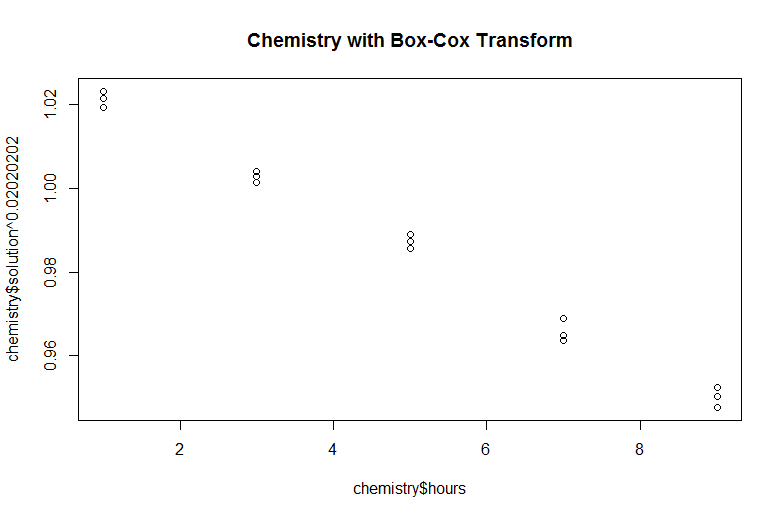 Chemistry with Box-Cox Transform
chemistry$solution^0.02020202
1.02
1.00
0.98
0.96
2 4 6 8
chemistry$hours